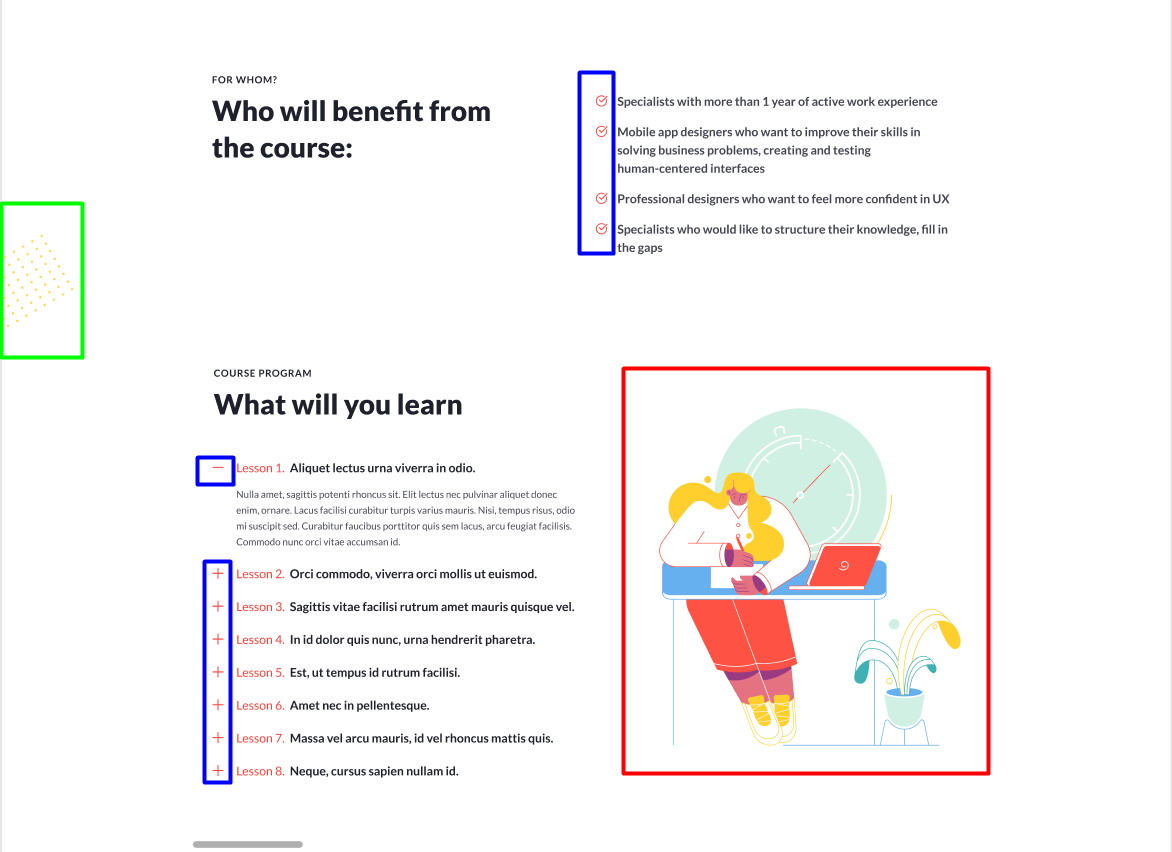 FOR WHOM?
Who will benefit from
the course:
Specialists with more than 1 year of active work experience
Mobile app designers who want to improve their skills in
solving business problems, creating and testing
human-centered interfaces
Professional designers who want to feel more confident in UX
Specialists who would like to structure their knowledge, fill in
the gaps
COURSE PROGRAM
What will you learn
Lesson 1. Aliquet lectus urna viverra in odio.
Nulla amet, sagittis potenti rhoncus sit. Elit lectus nec pulvinar aliquet donec
enim, ornare. Lacus facilisi curabitur turpis varius mauris. Nisi, tempus risus, odio
mi suscipit sed. Curabitur faucibus porttitor quis sem lacus, arcu feugiat facilisis.
Commodo nunc orci vitae accumsan id.
Lesson 2. Orci commodo, viverra orci mollis ut euismod.
Lesson 3. Sagittis vitae facilisi rutrum amet mauris quisque vel.
Lesson 4. In id dolor quis nunc, urna hendrerit pharetra.
Lesson 5. Est, ut tempus id rutrum facilisi.
Lesson 6. Amet nec in pellentesque.
Lesson 7. Massa vel arcu mauris, id vel rhoncus mattis quis.
Lesson 8. Neque, cursus sapien nullam id.